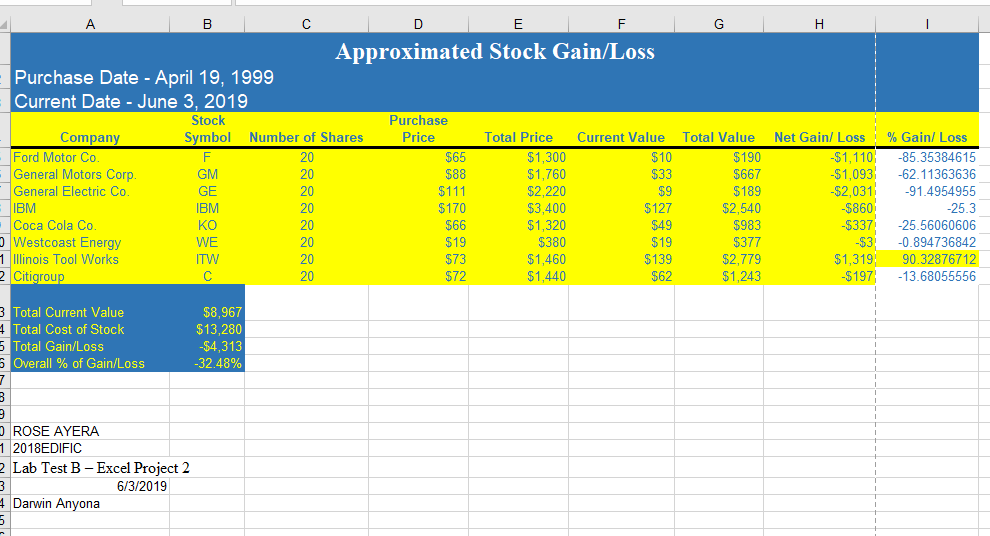 A B C D E F G H I
Approximated Stock Gain/Loss
Purchase Date - April 19, 1999
Current Date - June 3, 2019
Company Stock Symbol Number of Shares Purchase Price Total Price Current Value Total Value Net Gain/ Loss % Gain/ Loss
Ford Motor Co. F 20 $65 $1,300 $10 $190 -$1,110 -85.35384615
General Motors Corp. GM 20 $88 $1,760 $33 $667 -$1,093 -62.11363636
General Electric Co. GE 20 $111 $2,220 $9 $189 -$2,031 -91.4954955
IBM IBM 20 $170 $3,400 $127 $2,540 -$860 -25.3
Coca Cola Co. KO 20 $66 $1,320 $49 $983 -$337 -25.56060606
Westcoast Energy WE 20 $19 $380 $19 $377 -$3 -0.894736842
Illinois Tool Works ITW 20 $73 $1,460 $139 $2,779 $1,319 90.32876712
Citigroup C 20 $72 $1,440 $62 $1,243 -$197 -13.68055556
Total Current Value $8,967
Total Cost of Stock $13,280
Total Gain/Loss -$4,313
Overall % of Gain/Loss -32.48%
ROSE AYERA
2018EDIFIC
Lab Test B – Excel Project 2
6/3/2019
Darwin Anyona